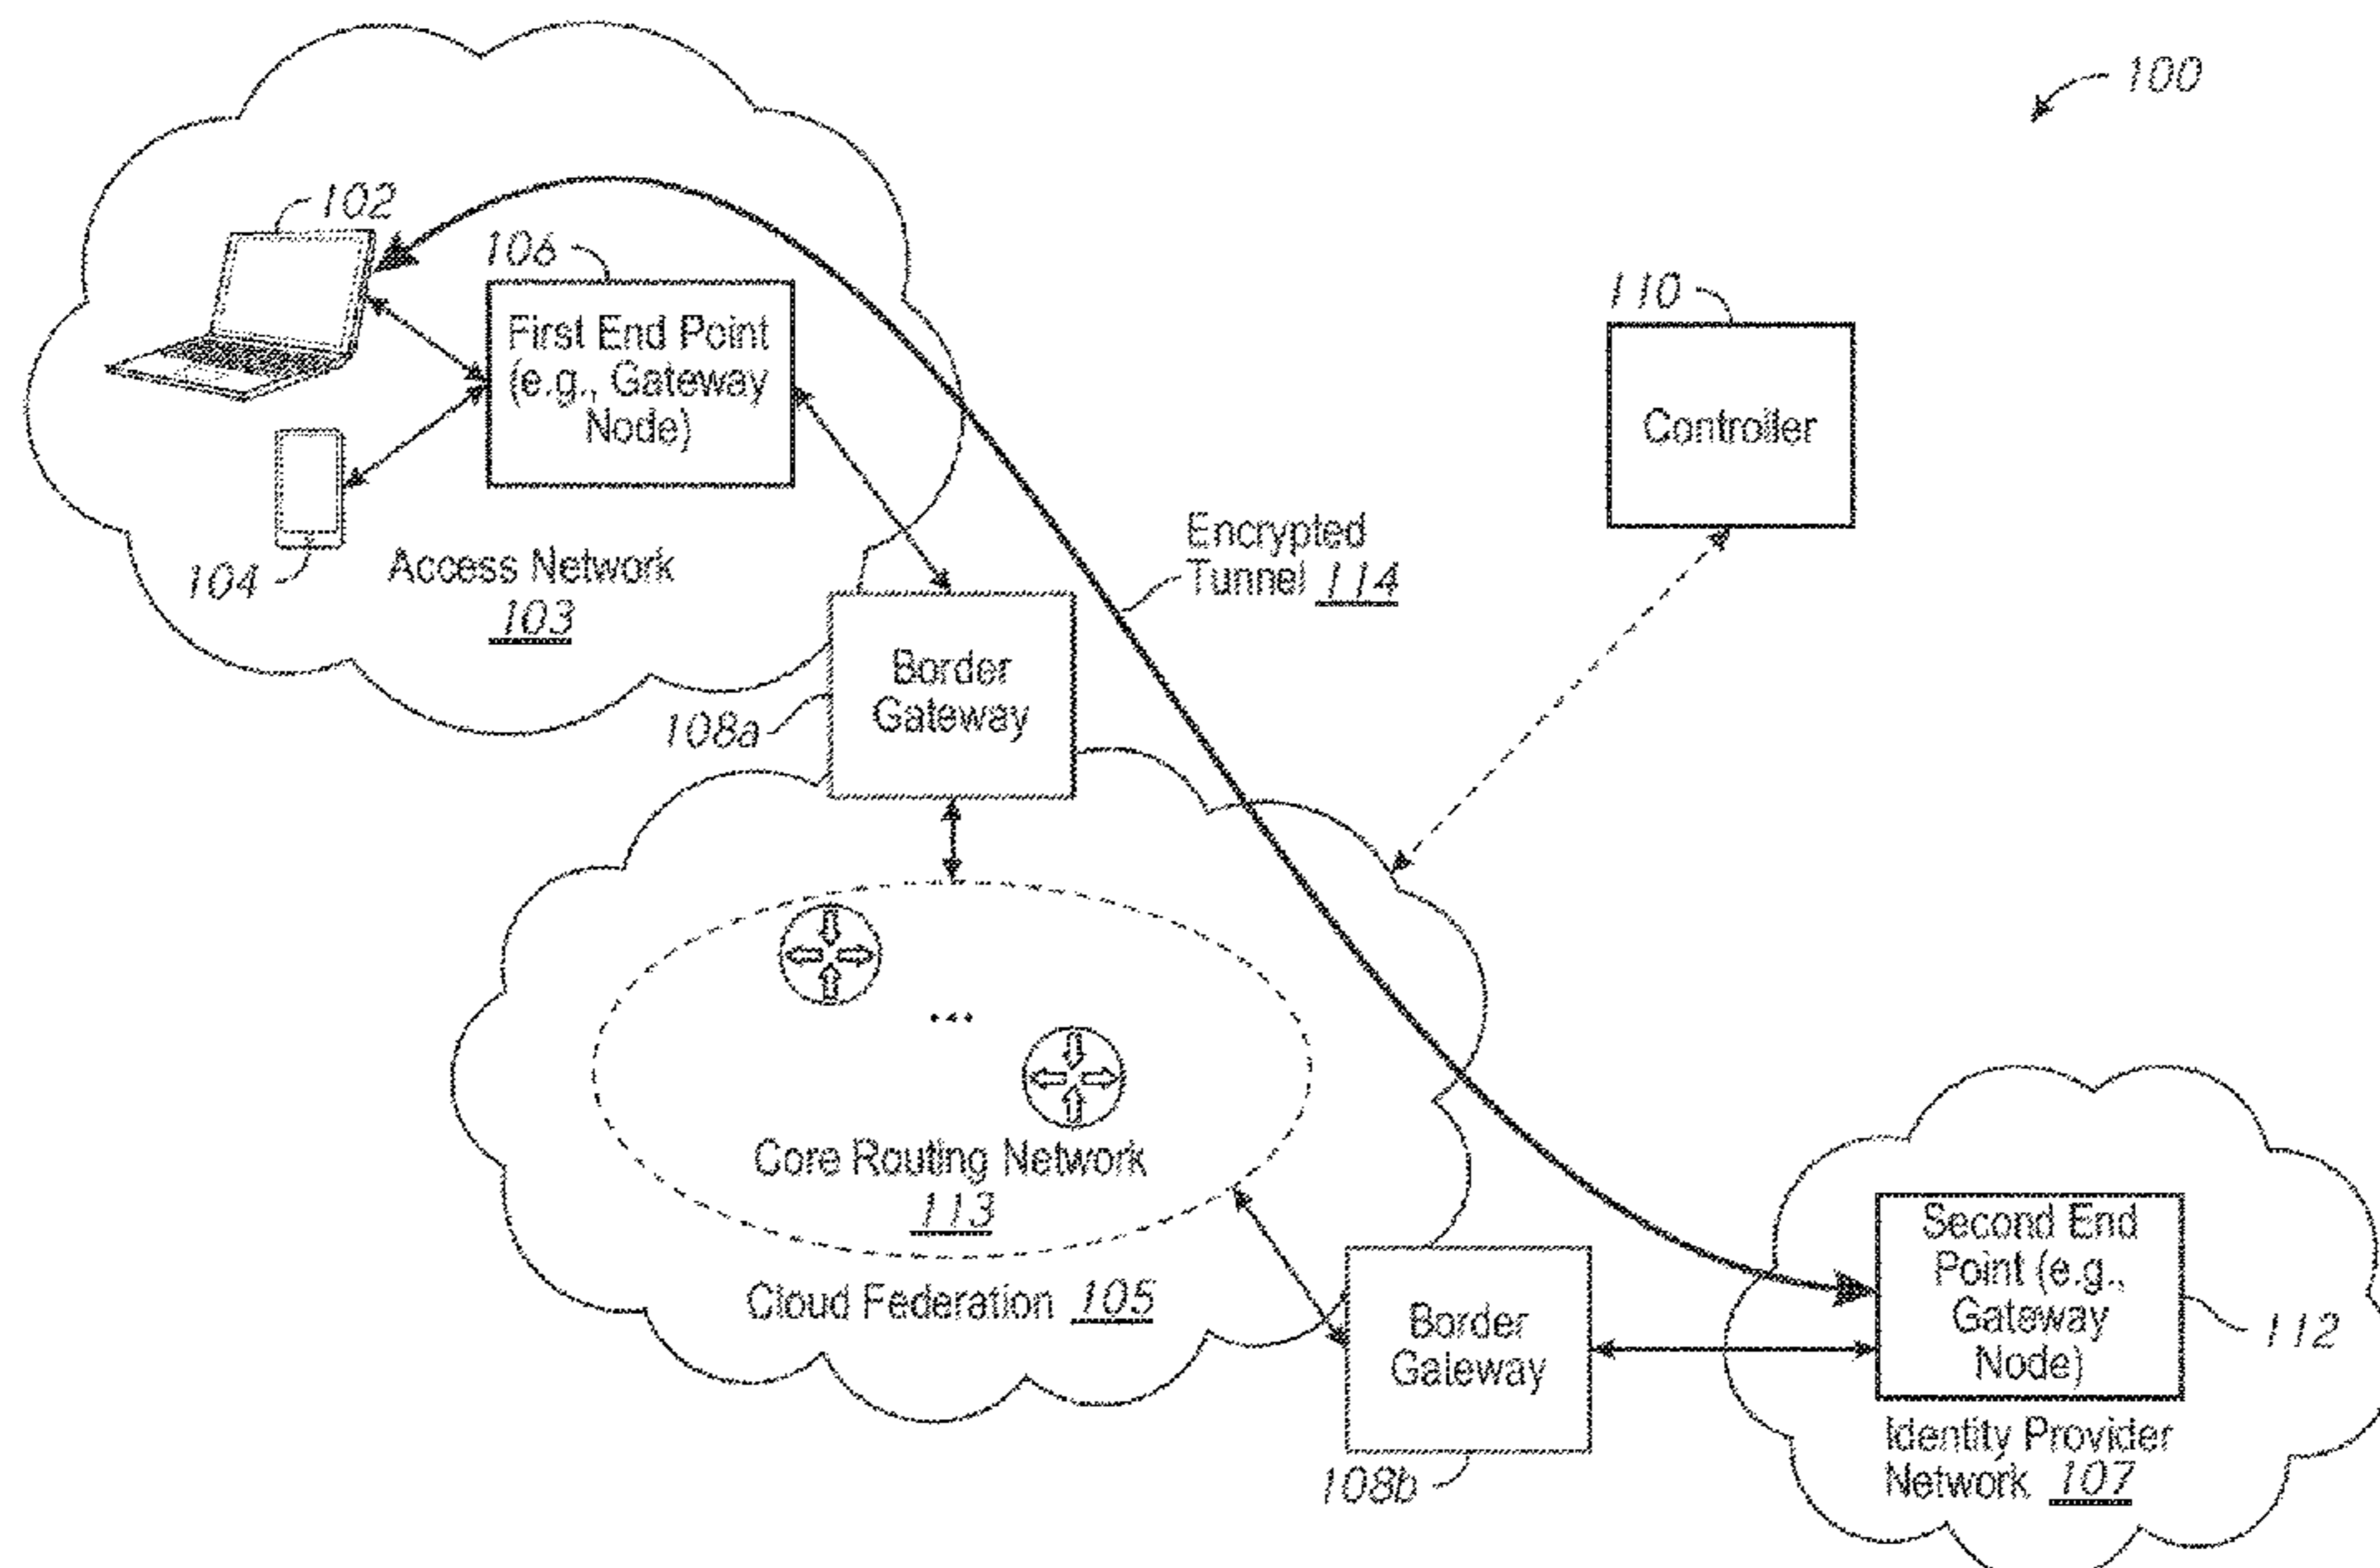 100
102
106
First End Point
(e.g., Gateway
Node)
104
Access Network
103
110
Controller
Encrypted
Tunnel 114
Border
Gateway
108a
...
Core Routing Network
113
Cloud Federation 105
Border
Gateway
108b
Second End
Point (e.g.,
Gateway
Node)
112
Identity Provider
Network 107